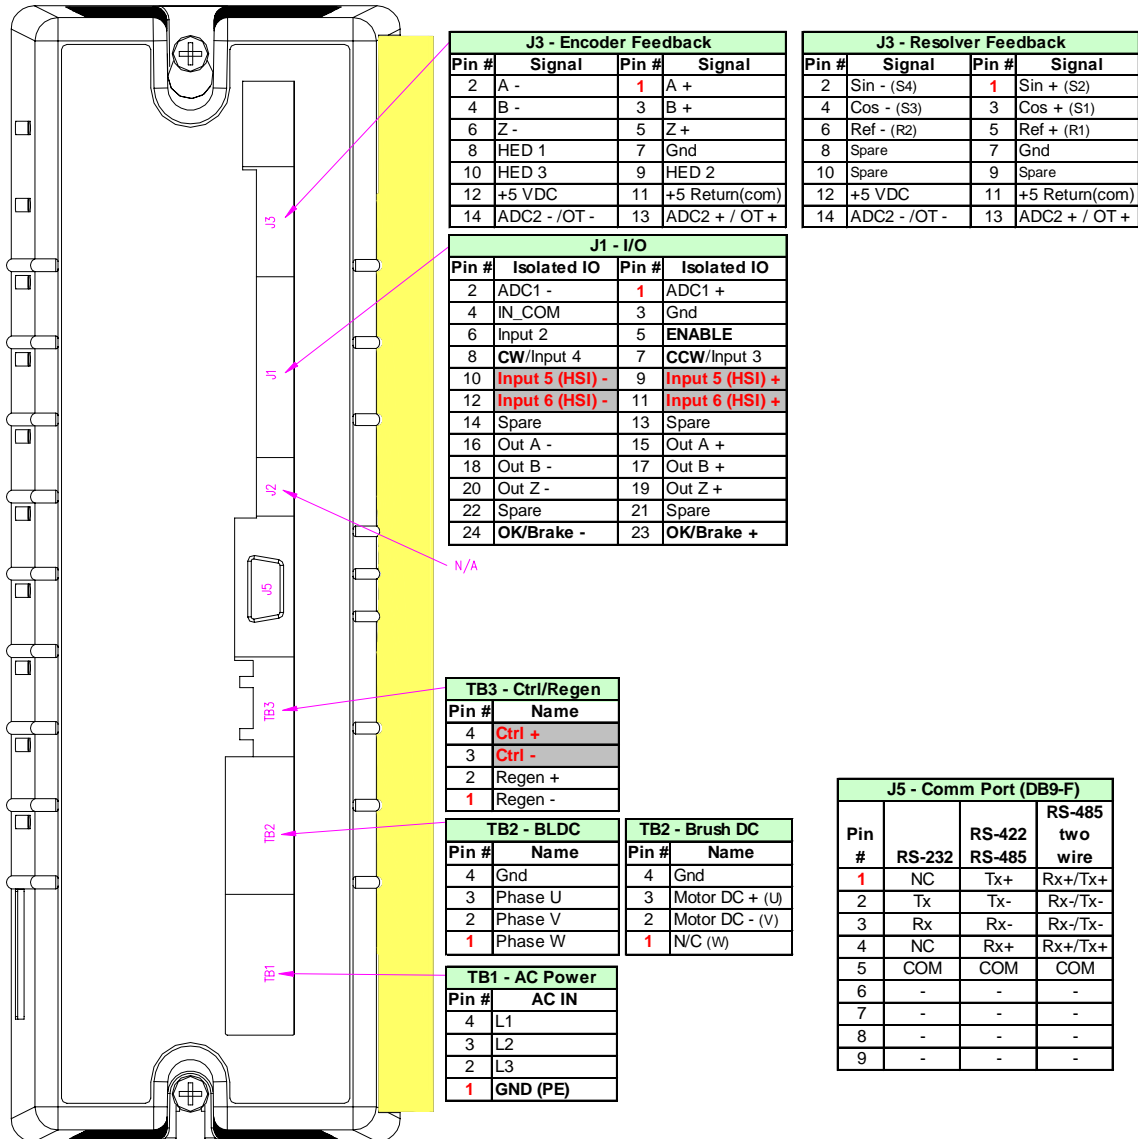 J3 - Encoder Feedback
Pin # Signal Pin # Signal
2 A - 1 A +
4 B - 3 B +
6 Z - 5 Z +
8 HED 1 7 Gnd
10 HED 3 9 HED 2
12 +5 VDC 11 +5 Return(com)
14 ADC2 - /OT - 13 ADC2 + / OT +
J3 - Resolver Feedback
Pin # Signal Pin # Signal
2 Sin - (S4) 1 Sin + (S2)
4 Cos - (S3) 3 Cos + (S1)
6 Ref - (R2) 5 Ref + (R1)
8 Spare 7 Gnd
10 Spare 9 Spare
12 +5 VDC 11 +5 Return(com)
14 ADC2 - /OT - 13 ADC2 + / OT +
J1 - I/O
Pin # Isolated IO Pin # Isolated IO
2 ADC1 - 1 ADC1 +
4 IN_COM 3 Gnd
6 Input 2 5 ENABLE
8 CW/Input 4 7 CCW/Input 3
10 Input 5 (HSI) - 9 Input 5 (HSI) +
12 Input 6 (HSI) - 11 Input 6 (HSI) +
14 Spare 13 Spare
16 Out A - 15 Out A +
18 Out B - 17 Out B +
20 Out Z - 19 Out Z +
22 Spare 21 Spare
24 OK/Brake - 23 OK/Brake +
N/A
J3
J1
J2
J5
TB3
TB2
TB1
TB3 - Ctrl/Regen
Pin # Name
4 Ctrl +
3 Ctrl -
2 Regen +
1 Regen -
TB2 - BLDC
Pin # Name
4 Gnd
3 Phase U
2 Phase V
1 Phase W
TB2 - Brush DC
Pin # Name
4 Gnd
3 Motor DC + (U)
2 Motor DC - (V)
1 N/C (W)
TB1 - AC Power
Pin # AC IN
4 L1
3 L2
2 L3
1 GND (PE)
J5 - Comm Port (DB9-F)
Pin # RS-232 RS-422 RS-485 RS-485 two wire
1 NC Tx+ Rx+/Tx+
2 Tx Tx- Rx-/Tx-
3 Rx Rx- Rx-/Tx-
4 NC Rx+ Rx+/Tx+
5 COM COM COM
6 - - -
7 - - -
8 - - -
9 - - -